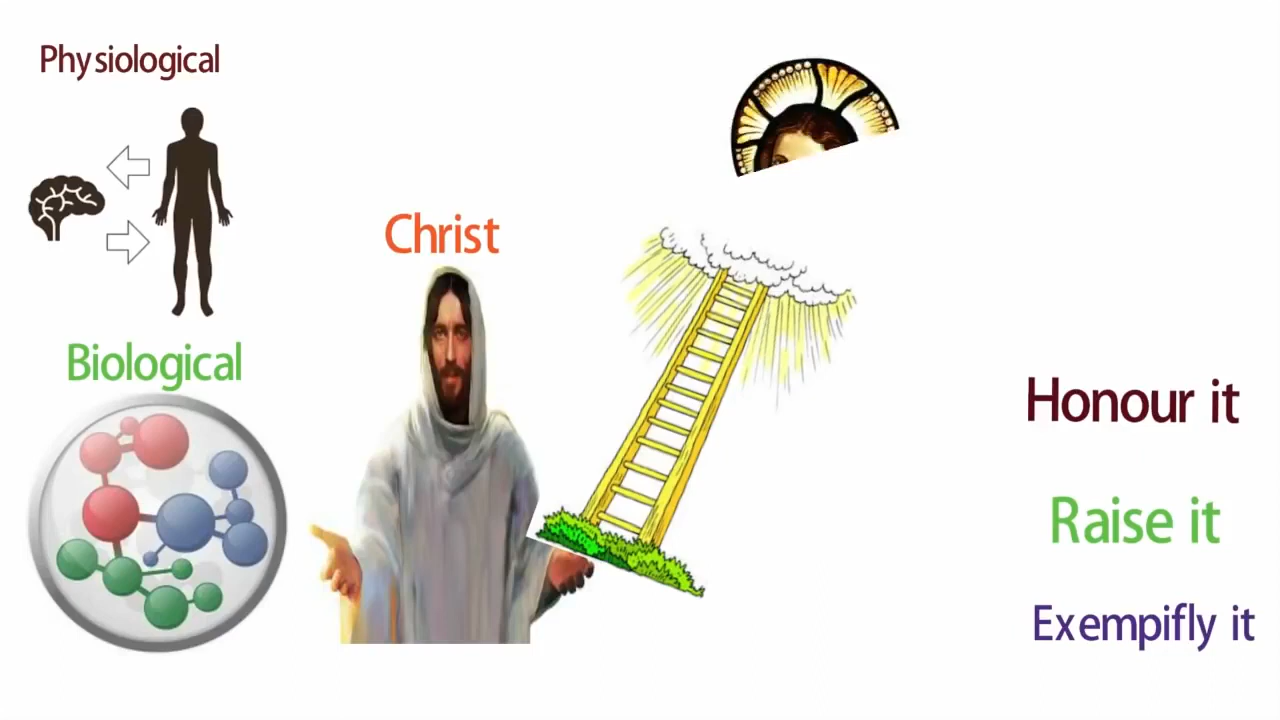 Physiological
Christ
Biological
Honour it
Raise it
Exempifly it